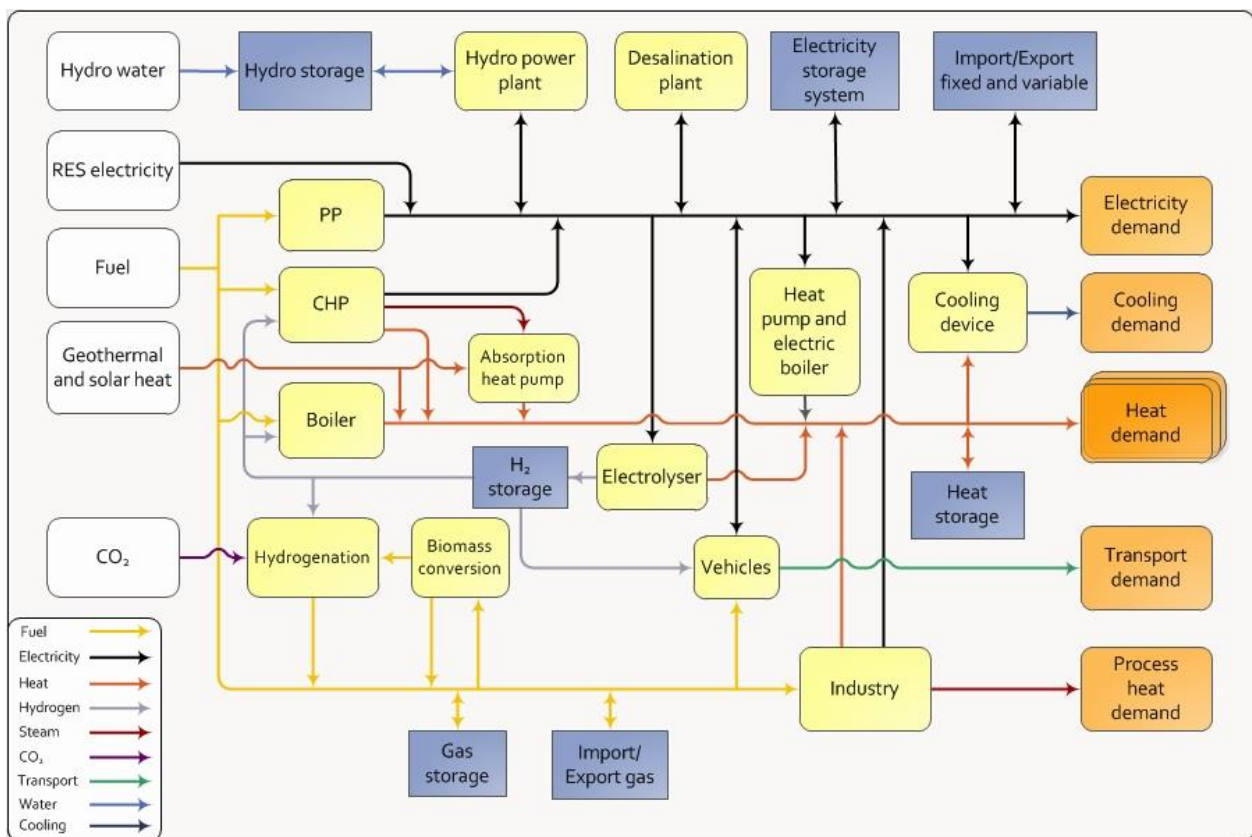 Hydro water
Hydro storage
Hydro power
plant
Desalination
plant
Electricity
storage
system
Import/Export
fixed and variable
RES electricity
PP
Electricity
demand
Fuel
CHP
Heat
pump and
electric
boiler
Cooling
device
Cooling
demand
Geothermal
and solar heat
Absorption
heat pump
Boiler
Heat
demand
H₂
storage
Electrolyser
Heat
storage
CO₂
Hydrogenation
Biomass
conversion
Vehicles
Transport
demand
Industry
Process
heat
demand
Gas
storage
Import/
Export gas
Fuel
Electricity
Heat
Hydrogen
Steam
CO₂
Transport
Water
Cooling